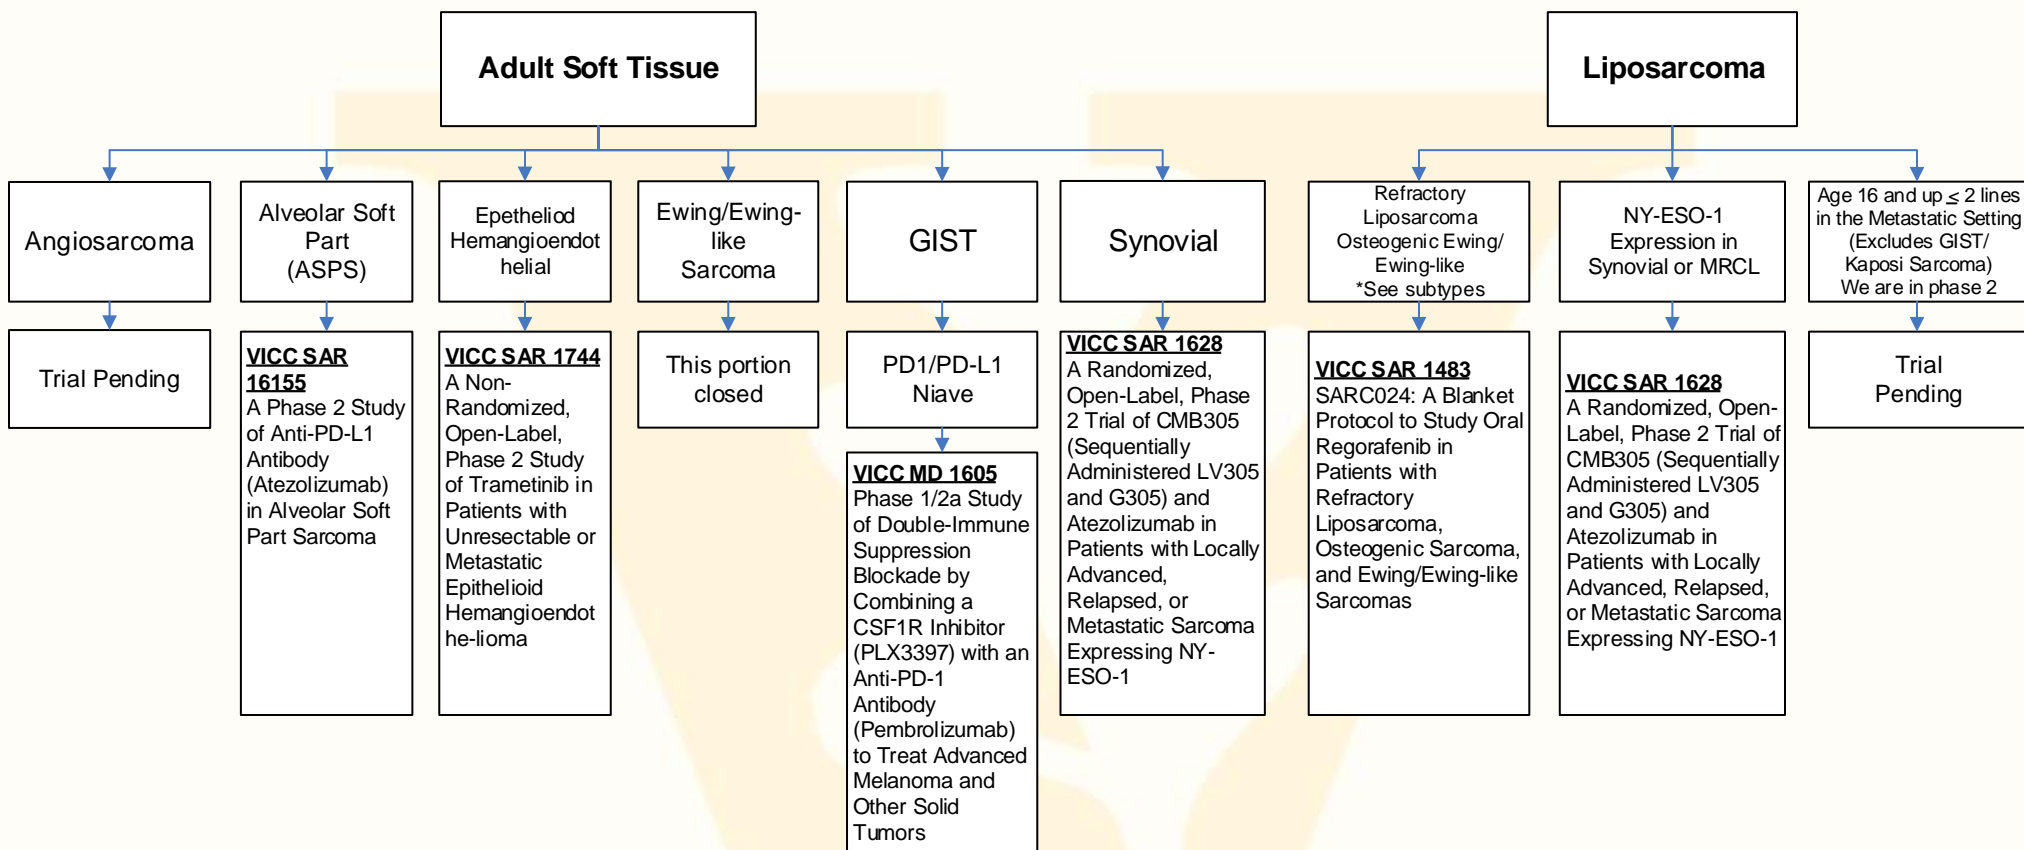 Adult Soft Tissue
Liposarcoma
Angiosarcoma
Alveolar Soft
Part
(ASPS)
Epetheliod
Hemangioendot
helial
Ewing/Ewing-
like
Sarcoma
GIST
Synovial
Refractory
Liposarcoma
Osteogenic Ewing/
Ewing-like
*See subtypes
NY-ESO-1
Expression in
Synovial or MRCL
Age 16 and up ≤ 2 lines
in the Metastatic Setting
(Excludes GIST/
Kaposi Sarcoma)
We are in phase 2
Trial Pending
VICC SAR
16155
A Phase 2 Study
of Anti-PD-L1
Antibody
(Atezolizumab)
in Alveolar Soft
Part Sarcoma
VICC SAR 1744
A Non-
Randomized,
Open-Label,
Phase 2 Study
of Trametinib in
Patients with
Unresectable or
Metastatic
Epithelioid
Hemangioendot
he-lioma
This portion
closed
PD1/PD-L1
Niave
VICC MD 1605
Phase 1/2a Study
of Double-Immune
Suppression
Blockade by
Combining a
CSF1R Inhibitor
(PLX3397) with an
Anti-PD-1
Antibody
(Pembrolizumab)
to Treat Advanced
Melanoma and
Other Solid
Tumors
VICC SAR 1628
A Randomized,
Open-Label, Phase
2 Trial of CMB305
(Sequentially
Administered LV305
and G305) and
Atezolizumab in
Patients with Locally
Advanced,
Relapsed, or
Metastatic Sarcoma
Expressing NY-
ESO-1
VICC SAR 1483
SARC024: A Blanket
Protocol to Study Oral
Regorafenib in
Patients with
Refractory
Liposarcoma,
Osteogenic Sarcoma,
and Ewing/Ewing-like
Sarcomas
VICC SAR 1628
A Randomized, Open-
Label, Phase 2 Trial of
CMB305 (Sequentially
Administered LV305
and G305) and
Atezolizumab in
Patients with Locally
Advanced, Relapsed,
or Metastatic Sarcoma
Expressing NY-ESO-1
Trial
Pending